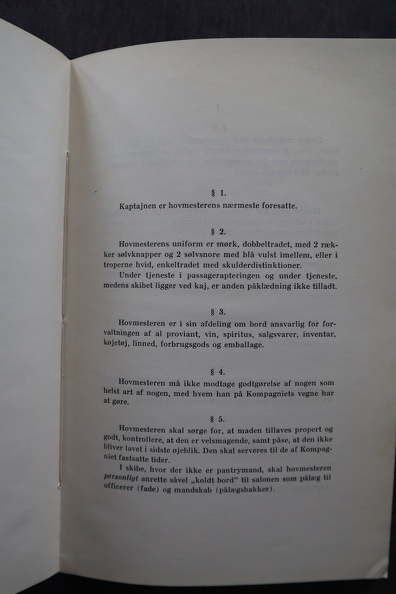 § 1.
Kaptajnen er hovmesterens nærmeste foresatte.
§ 2.
Hovmesterens uniform er mørk, dobbeltradet, med 2 ræk-
ker sølvknapper og 2 sølvsnore med blå vulst imellem, eller i
troperne hvid, enkeltradet med skulderdistinktioner.
Under tjeneste i passageraptering­en og under tjeneste,
medens skibet ligger ved kaj, er anden påklædning ikke tilladt.
§ 3.
Hovmesteren er i sin afdeling om bord ansvarlig for for-
valtningen af al proviant, vin, spiritus, salgsvarer, inventar,
køjetøj, linned, forbrugsgods og emballage.
§ 4.
Hovmesteren må ikke modtage godtgørelse af nogen som
helst art af nogen, med hvem han på Kompagniets vegne har
at gøre.
§ 5.
Hovmesteren skal sørge for, at maden tillaves propert og
godt, kontrollere, at den er velsmagende, samt påse, at den ikke
bliver lavet i sidste øjeblik. Den skal serveres til de af Kompag-
niet fastsatte tider.
I skibe, hvor der ikke er pantrymand, skal hovmesteren
personligt anrette såvel „koldt bord" til salonen som pålæg til
officerer (fade) og mandskab (pålægsbakker).